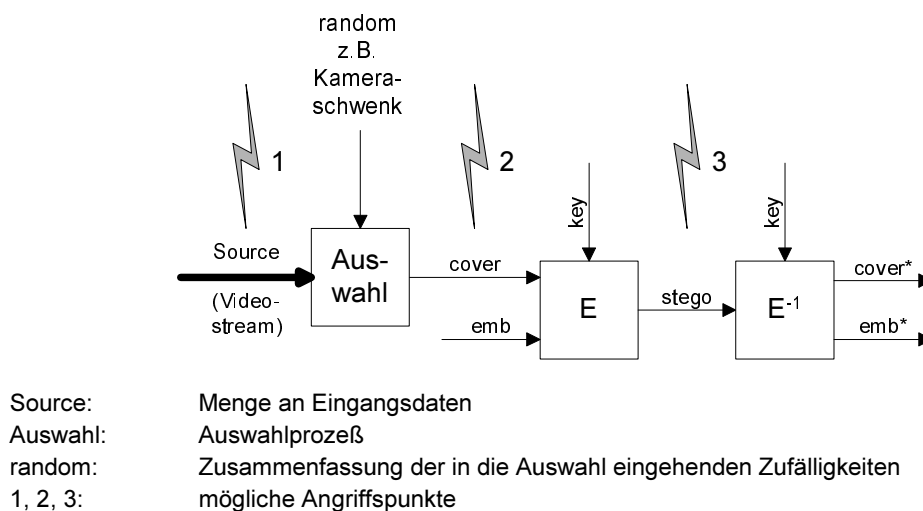 random
z.B.
Kamera-
schwenk
1
2
3
key
key
Source
(Video-
stream)
Aus-
wahl
cover
emb
E
stego
E-1
cover*
emb*
Source: Menge an Eingangsdaten
Auswahl: Auswahlprozeß
random: Zusammenfassung der in die Auswahl eingehenden Zufälligkeiten
1, 2, 3: mögliche Angriffspunkte